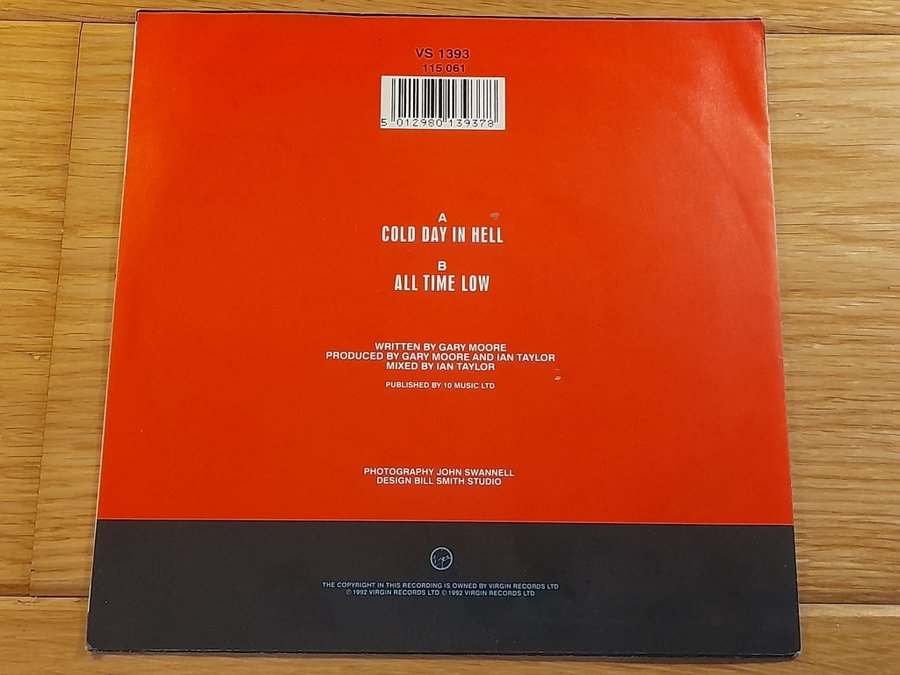 VS 1393
115 061
5 012980 139378
A
COLD DAY IN HELL
B
ALL TIME LOW
WRITTEN BY GARY MOORE
PRODUCED BY GARY MOORE AND IAN TAYLOR
MIXED BY IAN TAYLOR
PUBLISHED BY 10 MUSIC LTD
PHOTOGRAPHY JOHN SWANNELL
DESIGN BILL SMITH STUDIO
Virgin
THE COPYRIGHT IN THIS RECORDING IS OWNED BY VIRGIN RECORDS LTD
℗ 1992 VIRGIN RECORDS LTD © 1992 VIRGIN RECORDS LTD